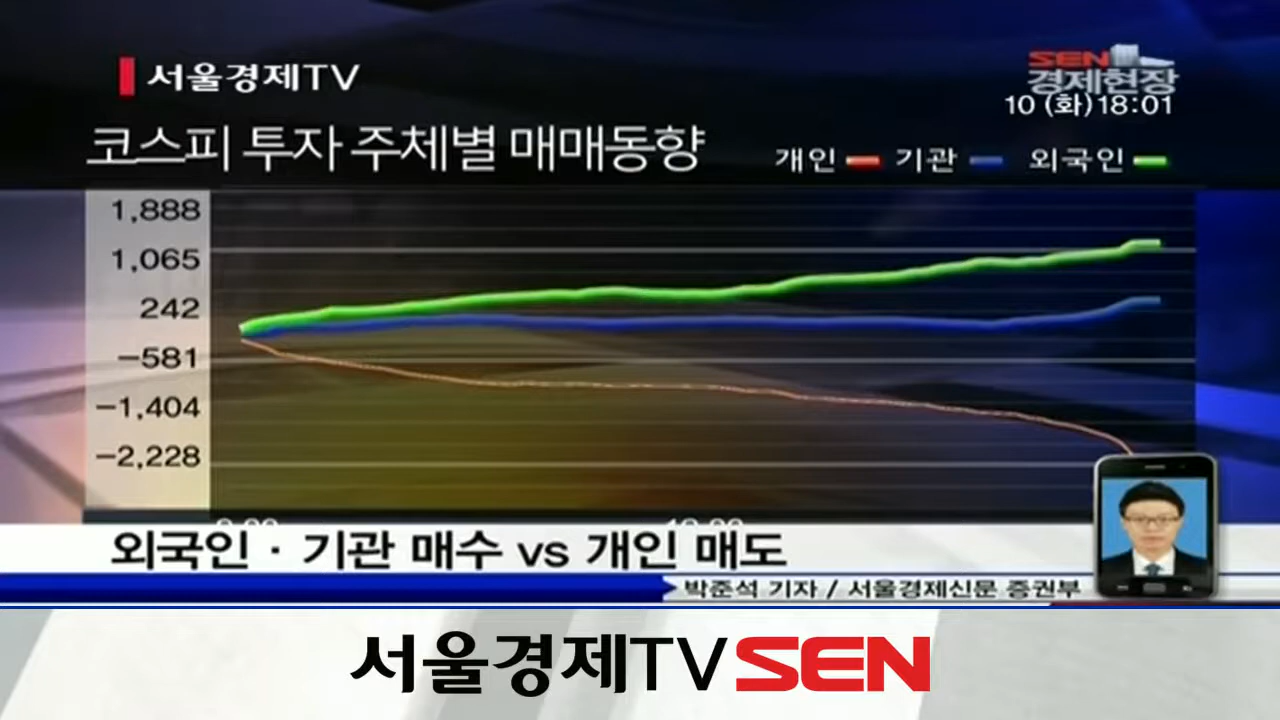 서울경제TV
SEN
경제현장
10 (화) 18:01
코스피 투자 주체별 매매동향
개인 기관 외국인
1,888
1,065
242
-581
-1,404
-2,228
외국인 · 기관 매수 vs 개인 매도
박준석 기자 / 서울경제신문 증권부
서울경제TV SEN